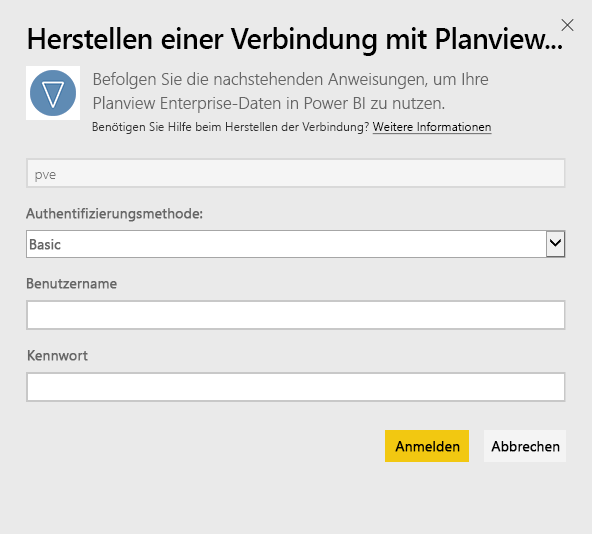 Herstellen einer Verbindung mit Planview...
Befolgen Sie die nachstehenden Anweisungen, um Ihre
Planview Enterprise-Daten in Power BI zu nutzen.
Benötigen Sie Hilfe beim Herstellen der Verbindung? Weitere Informationen
pve
Authentifizierungsmethode:
Basic
Benutzername
Kennwort
Anmelden
Abbrechen